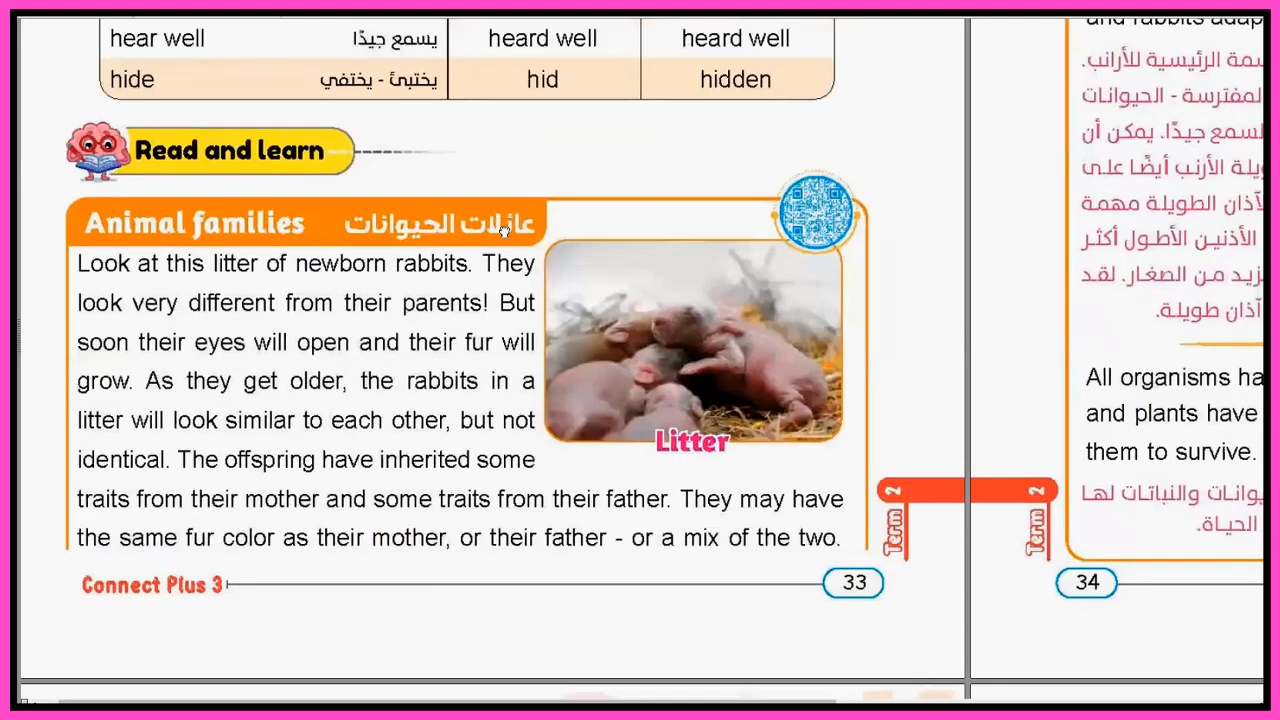 hear well يسمع جيدًا heard well heard well
hide يختبئ - يختفي hid hidden
Read and learn
Animal families عائلات الحيوانات
Look at this litter of newborn rabbits. They
look very different from their parents! But
soon their eyes will open and their fur will
grow. As they get older, the rabbits in a
litter will look similar to each other, but not
identical. The offspring have inherited some
traits from their mother and some traits from their father. They may have
the same fur color as their mother, or their father - or a mix of the two.
Litter
Connect Plus 3
33
Term 2
and rabbits adap
سمة الرئيسية للأرانب.
لمفترسة - الحيوانات
لسمع جيدًا. يمكن أن
يلة الأرنب أيضًا على
لآذان الطويلة مهمة
الأذنين الأطول أكثر
زيد من الصغار. لقد
آذان طويلة.
All organisms ha
and plants have
them to survive.
يوانات والنباتات لها
الحياة.
Term 2
34